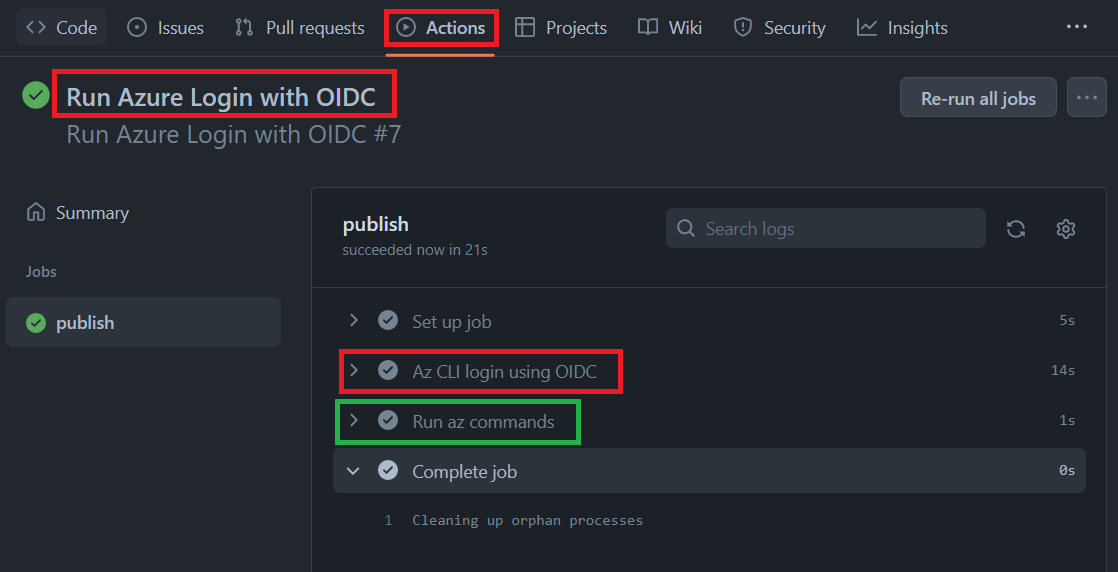 Code Issues Pull requests Actions Projects Wiki Security Insights
Run Azure Login with OIDC
Re-run all jobs
Run Azure Login with OIDC #7
Summary
Jobs
publish
publish
succeeded now in 21s
Search logs
Set up job 5s
Az CLI login using OIDC 14s
Run az commands 1s
Complete job 0s
1 Cleaning up orphan processes